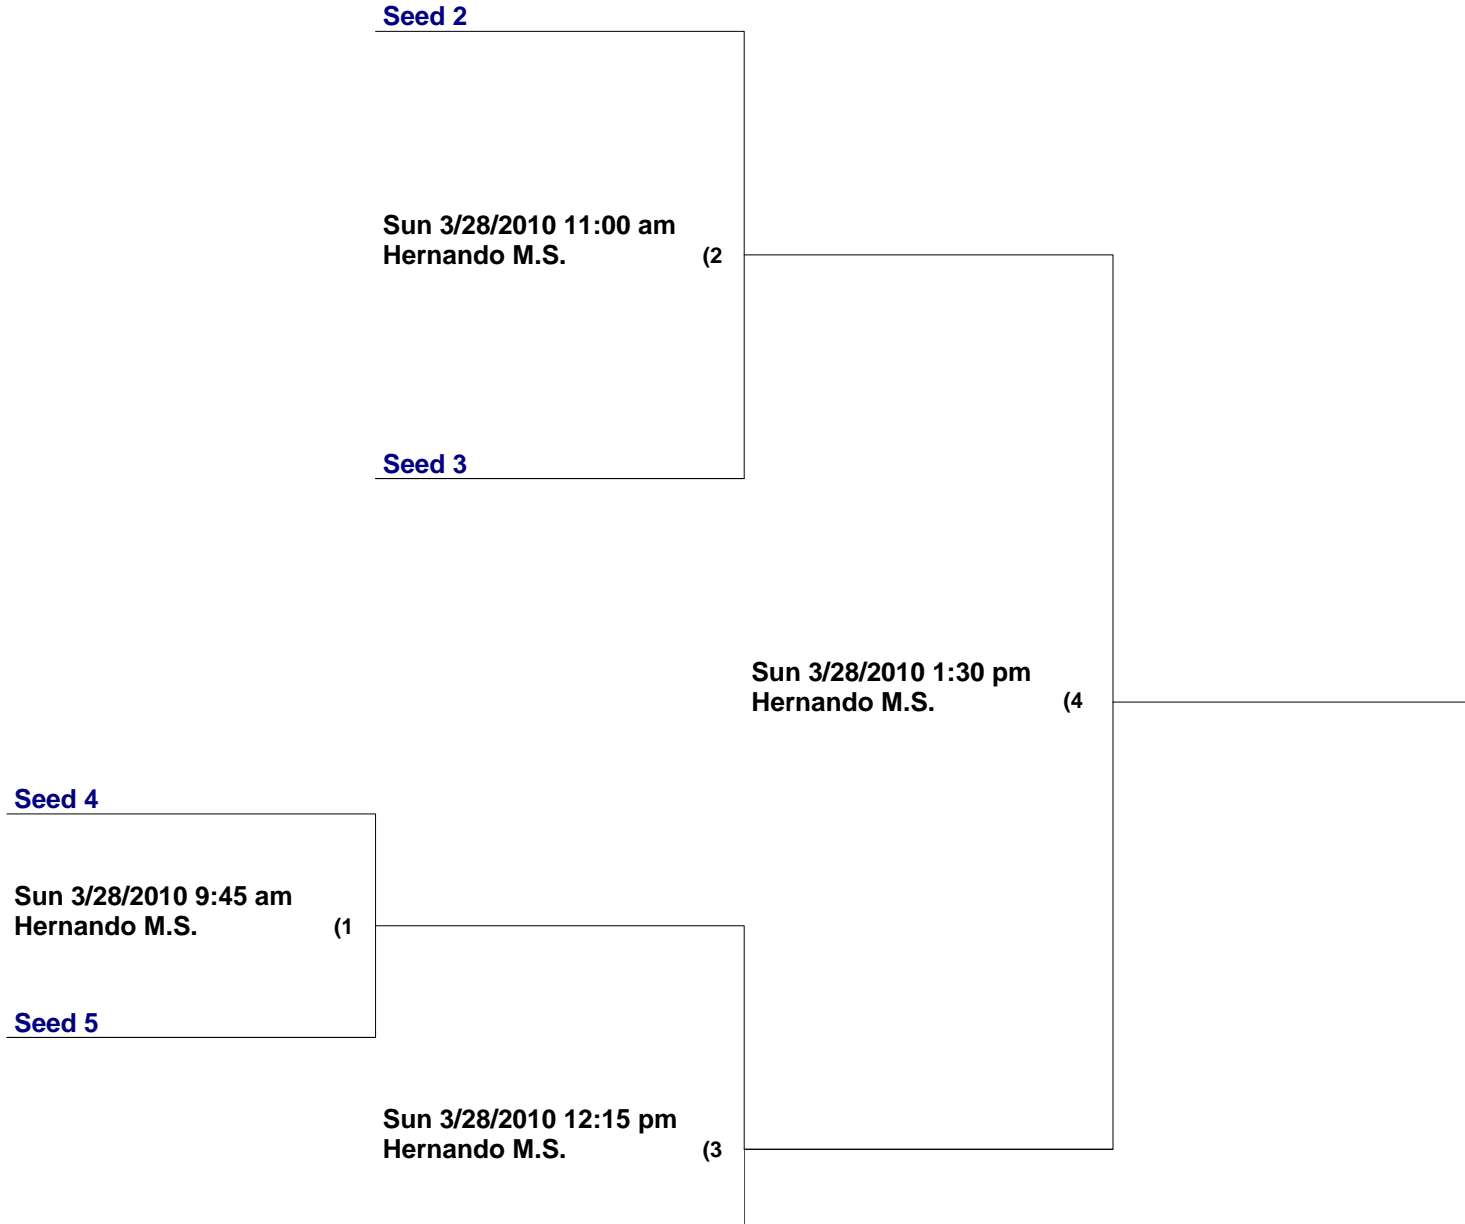 Seed 2
Sun 3/28/2010 11:00 am
Hernando M.S. (2
Seed 3
Sun 3/28/2010 1:30 pm
Hernando M.S. (4
Seed 4
Sun 3/28/2010 9:45 am
Hernando M.S. (1
Seed 5
Sun 3/28/2010 12:15 pm
Hernando M.S. (3